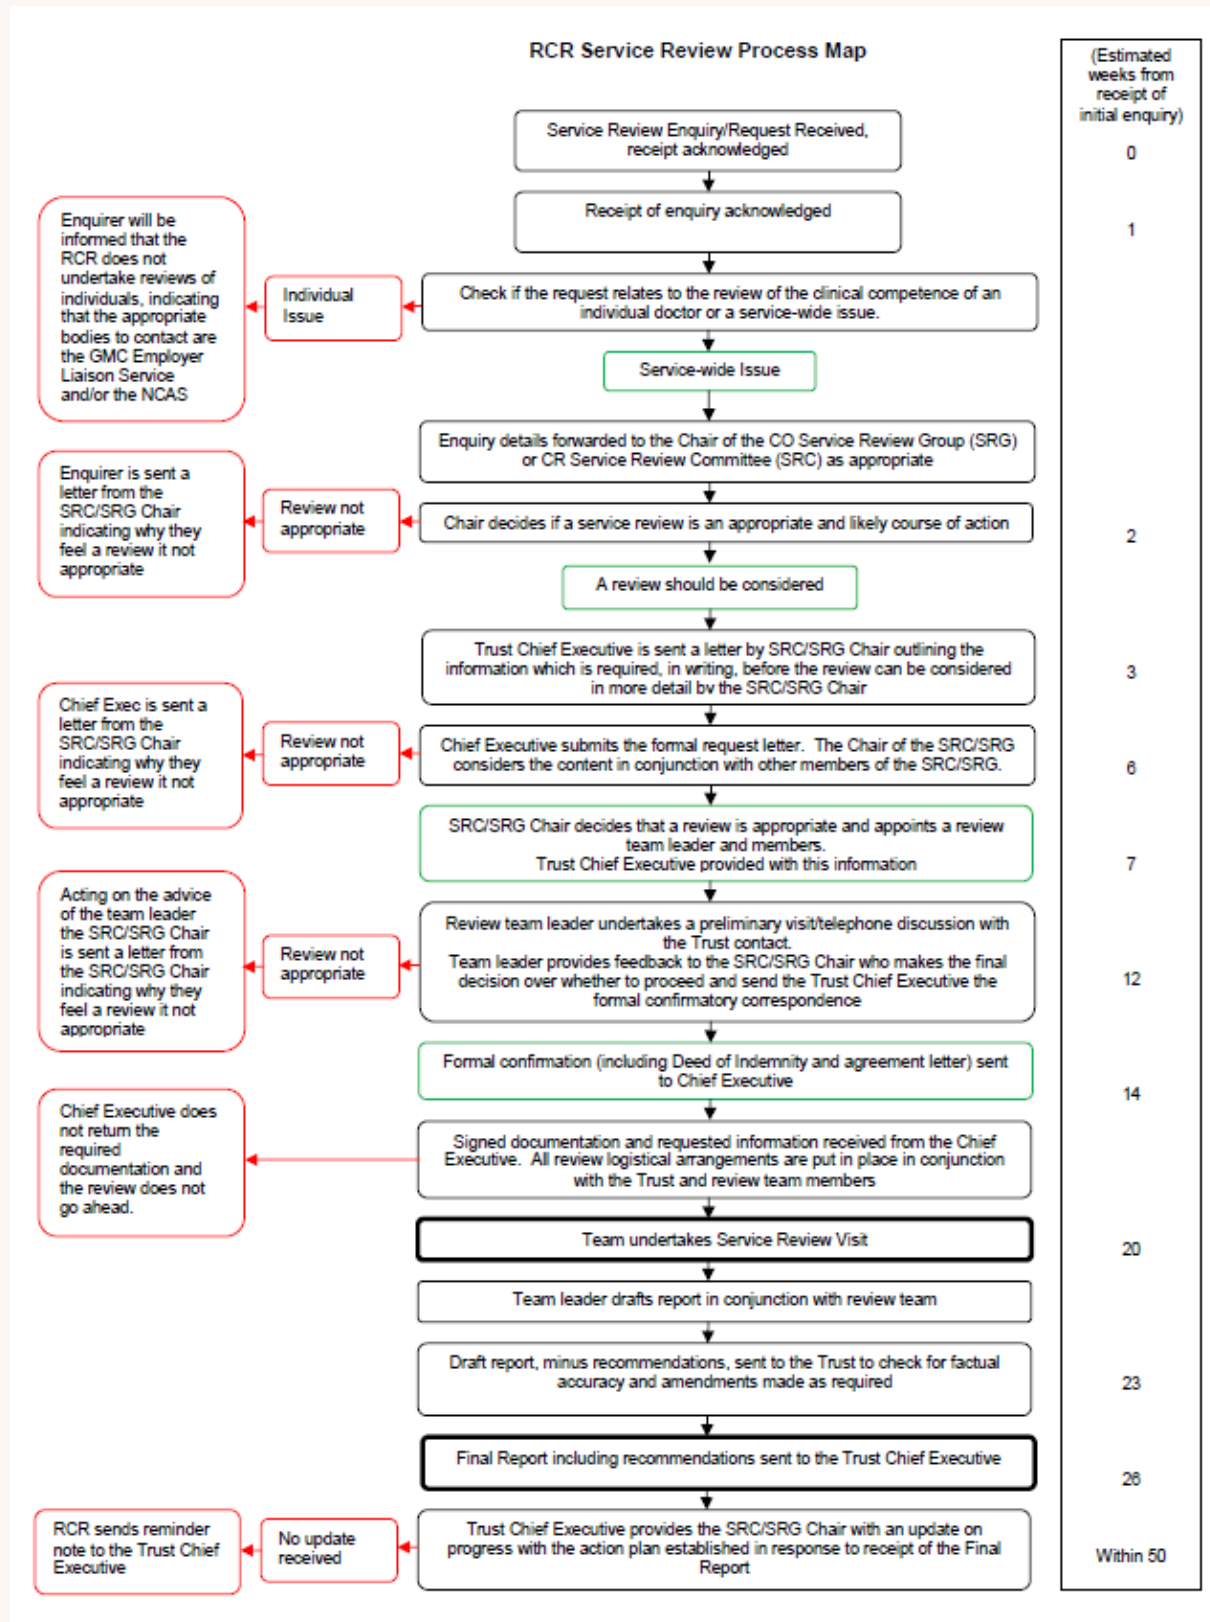 RCR Service Review Process Map
(Estimated
weeks from
receipt of
initial enquiry)
Service Review Enquiry/Request Received,
receipt acknowledged
0
Receipt of enquiry acknowledged
1
Enquirer will be
informed that the
RCR does not
undertake reviews of
individuals, indicating
that the appropriate
bodies to contact are
the GMC Employer
Liaison Service
and/or the NCAS
Individual
Issue
Check if the request relates to the review of the clinical competence of an
individual doctor or a service-wide issue.
Service-wide Issue
Enquiry details forwarded to the Chair of the CO Service Review Group (SRG)
or CR Service Review Committee (SRC) as appropriate
Enquirer is sent a
letter from the
SRC/SRG Chair
indicating why they
feel a review it not
appropriate
Review not
appropriate
Chair decides if a service review is an appropriate and likely course of action
2
A review should be considered
Trust Chief Executive is sent a letter by SRC/SRG Chair outlining the
information which is required, in writing, before the review can be considered
in more detail by the SRC/SRG Chair
3
Chief Exec is sent a
letter from the
SRC/SRG Chair
indicating why they
feel a review it not
appropriate
Review not
appropriate
Chief Executive submits the formal request letter. The Chair of the SRC/SRG
considers the content in conjunction with other members of the SRC/SRG.
6
SRC/SRG Chair decides that a review is appropriate and appoints a review
team leader and members.
Trust Chief Executive provided with this information
7
Acting on the advice
of the team leader
the SRC/SRG Chair
is sent a letter from
the SRC/SRG Chair
indicating why they
feel a review it not
appropriate
Review not
appropriate
Review team leader undertakes a preliminary visit/telephone discussion with
the Trust contact.
Team leader provides feedback to the SRC/SRG Chair who makes the final
decision over whether to proceed and send the Trust Chief Executive the
formal confirmatory correspondence
12
Formal confirmation (including Deed of Indemnity and agreement letter) sent
to Chief Executive
14
Chief Executive does
not return the
required
documentation and
the review does not
go ahead.
Signed documentation and requested information received from the Chief
Executive. All review logistical arrangements are put in place in conjunction
with the Trust and review team members
Team undertakes Service Review Visit
20
Team leader drafts report in conjunction with review team
Draft report, minus recommendations, sent to the Trust to check for factual
accuracy and amendments made as required
23
Final Report including recommendations sent to the Trust Chief Executive
26
RCR sends reminder
note to the Trust Chief
Executive
No update
received
Trust Chief Executive provides the SRC/SRG Chair with an update on
progress with the action plan established in response to receipt of the Final
Report
Within 50